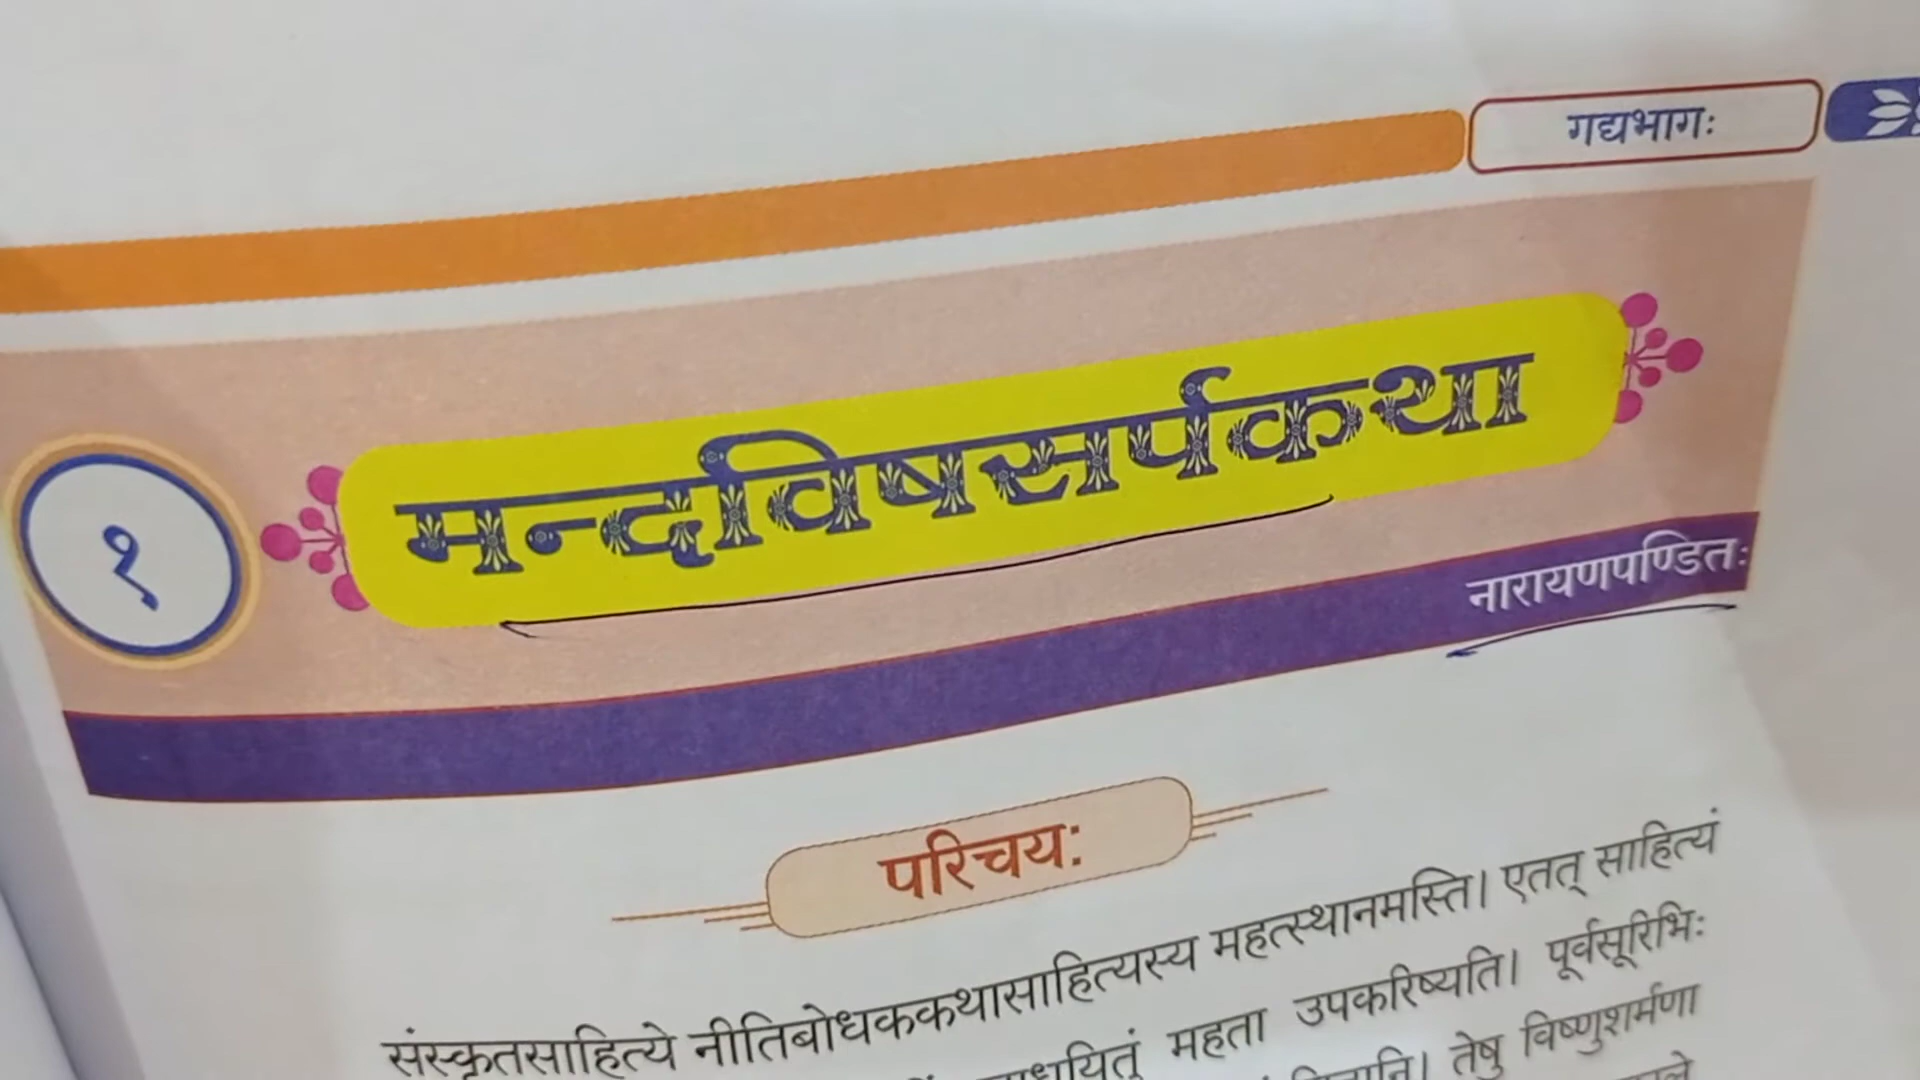 गद्यभागः
१
मन्दविषसर्पकथा
नारायणपण्डितः
परिचयः
संस्कृतसाहित्ये नीतिबोधककथासाहित्यस्य महत्स्थानमस्ति। एतत् साहित्यं
महता उपकरिष्यति। पूर्वसूरिभिः
तेषु विष्णुशर्मणा